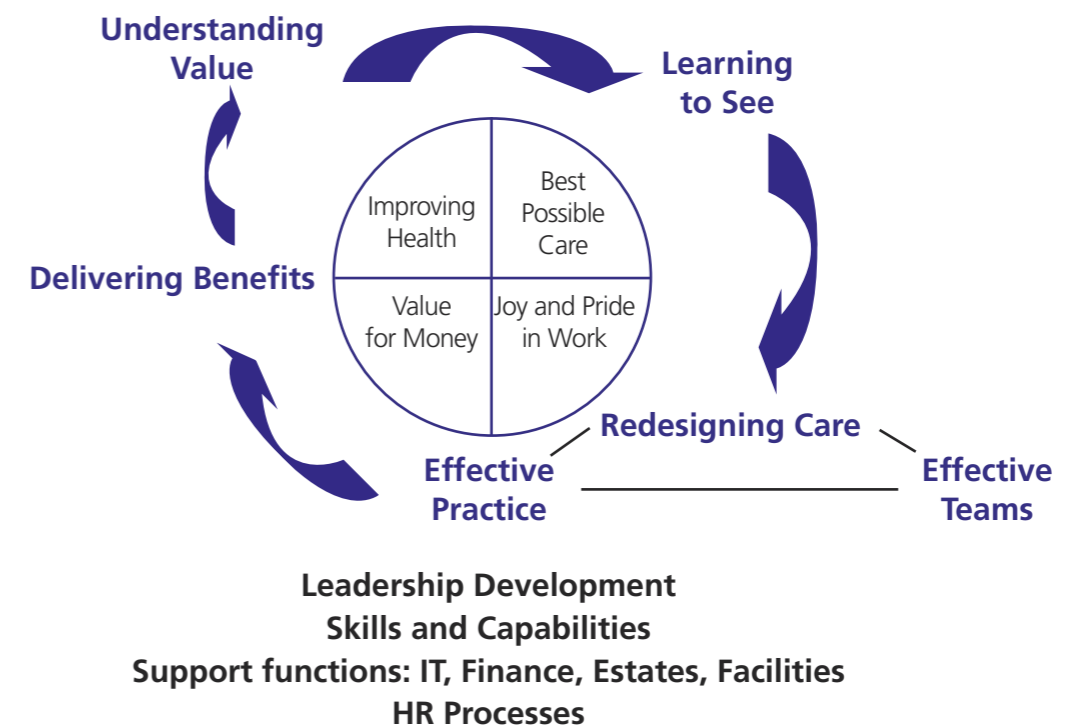 Understanding
Value
Learning
to See
Improving
Health
Best
Possible
Care
Delivering Benefits
Value
for Money
Joy and Pride
in Work
Redesigning Care
Effective
Practice
Effective
Teams
Leadership Development
Skills and Capabilities
Support functions: IT, Finance, Estates, Facilities
HR Processes